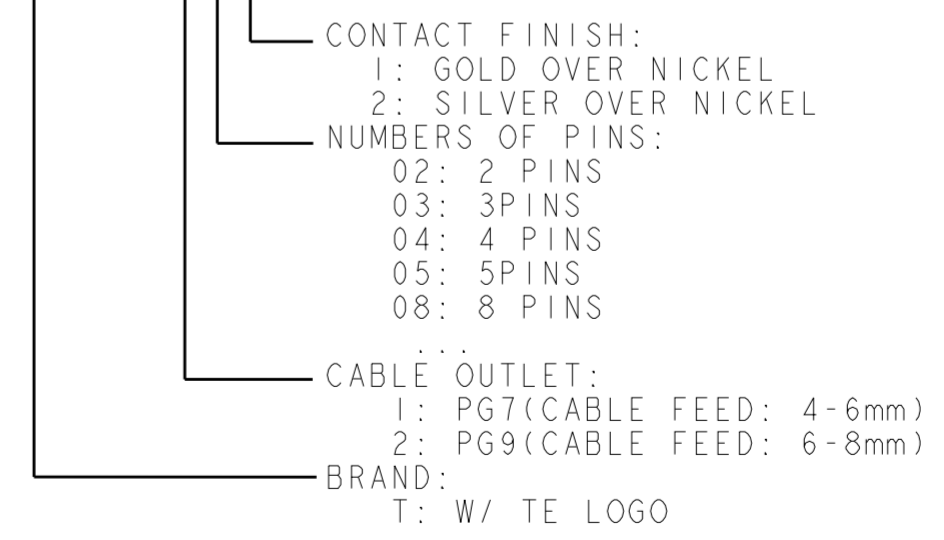 CONTACT FINISH:
1: GOLD OVER NICKEL
2: SILVER OVER NICKEL
NUMBERS OF PINS:
02: 2 PINS
03: 3PINS
04: 4 PINS
05: 5PINS
08: 8 PINS
...
CABLE OUTLET:
1: PG7(CABLE FEED: 4-6mm)
2: PG9(CABLE FEED: 6-8mm)
BRAND:
T: W/ TE LOGO